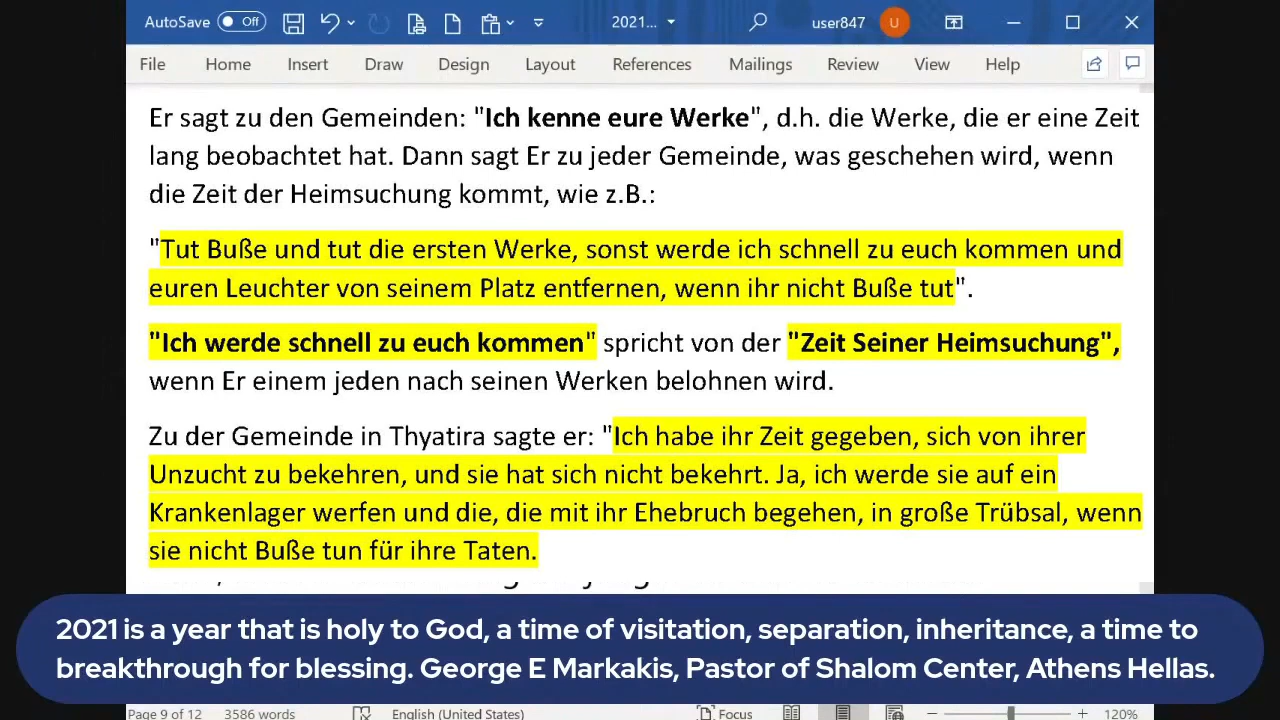 AutoSave Off 2021... user847 U
File Home Insert Draw Design Layout References Mailings Review View Help
Er sagt zu den Gemeinden: "Ich kenne eure Werke", d.h. die Werke, die er eine Zeit
lang beobachtet hat. Dann sagt Er zu jeder Gemeinde, was geschehen wird, wenn
die Zeit der Heimsuchung kommt, wie z.B.:
"Tut Buße und tut die ersten Werke, sonst werde ich schnell zu euch kommen und
euren Leuchter von seinem Platz entfernen, wenn ihr nicht Buße tut".
"Ich werde schnell zu euch kommen" spricht von der "Zeit Seiner Heimsuchung",
wenn Er einem jeden nach seinen Werken belohnen wird.
Zu der Gemeinde in Thyatira sagte er: "Ich habe ihr Zeit gegeben, sich von ihrer
Unzucht zu bekehren, und sie hat sich nicht bekehrt. Ja, ich werde sie auf ein
Krankenlager werfen und die, die mit ihr Ehebruch begehen, in große Trübsal, wenn
sie nicht Buße tun für ihre Taten.
2021 is a year that is holy to God, a time of visitation, separation, inheritance, a time to
breakthrough for blessing. George E Markakis, Pastor of Shalom Center, Athens Hellas.
Page 9 of 12 3586 words English (United States) Focus 120%